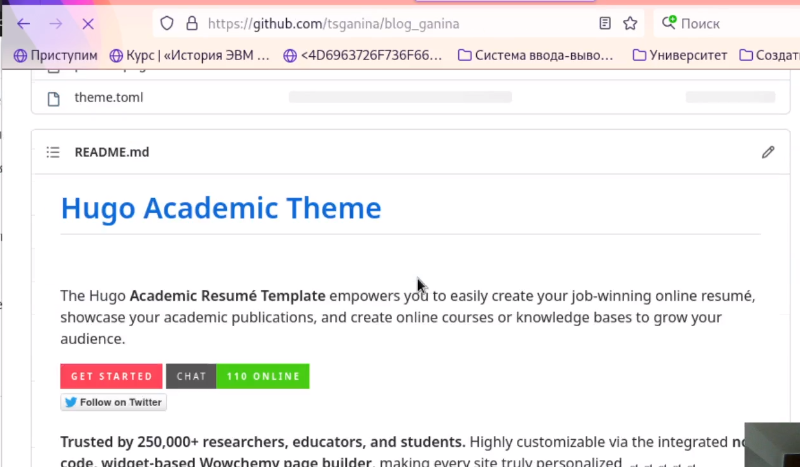 https://github.com/tsganina/blog_ganina
Поиск
Приступим
Курс | «История ЭВМ ...
<4D6963726F736F66...
Система ввода-выво...
Университет
Создат
theme.toml
README.md
Hugo Academic Theme
The Hugo Academic Resumé Template empowers you to easily create your job-winning online resumé,
showcase your academic publications, and create online courses or knowledge bases to grow your
audience.
GET STARTED CHAT 110 ONLINE
Follow on Twitter
Trusted by 250,000+ researchers, educators, and students. Highly customizable via the integrated no
code, widget-based Wowchemy page builder, making every site truly personalized